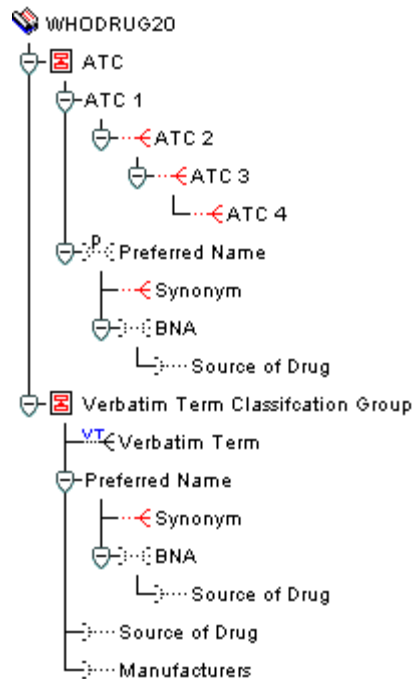 WHODRUG20
ATC
ATC 1
ATC 2
ATC 3
ATC 4
P Preferred Name
Synonym
BNA
Source of Drug
Verbatim Term Classifcation Group
VT Verbatim Term
Preferred Name
Synonym
BNA
Source of Drug
Source of Drug
Manufacturers